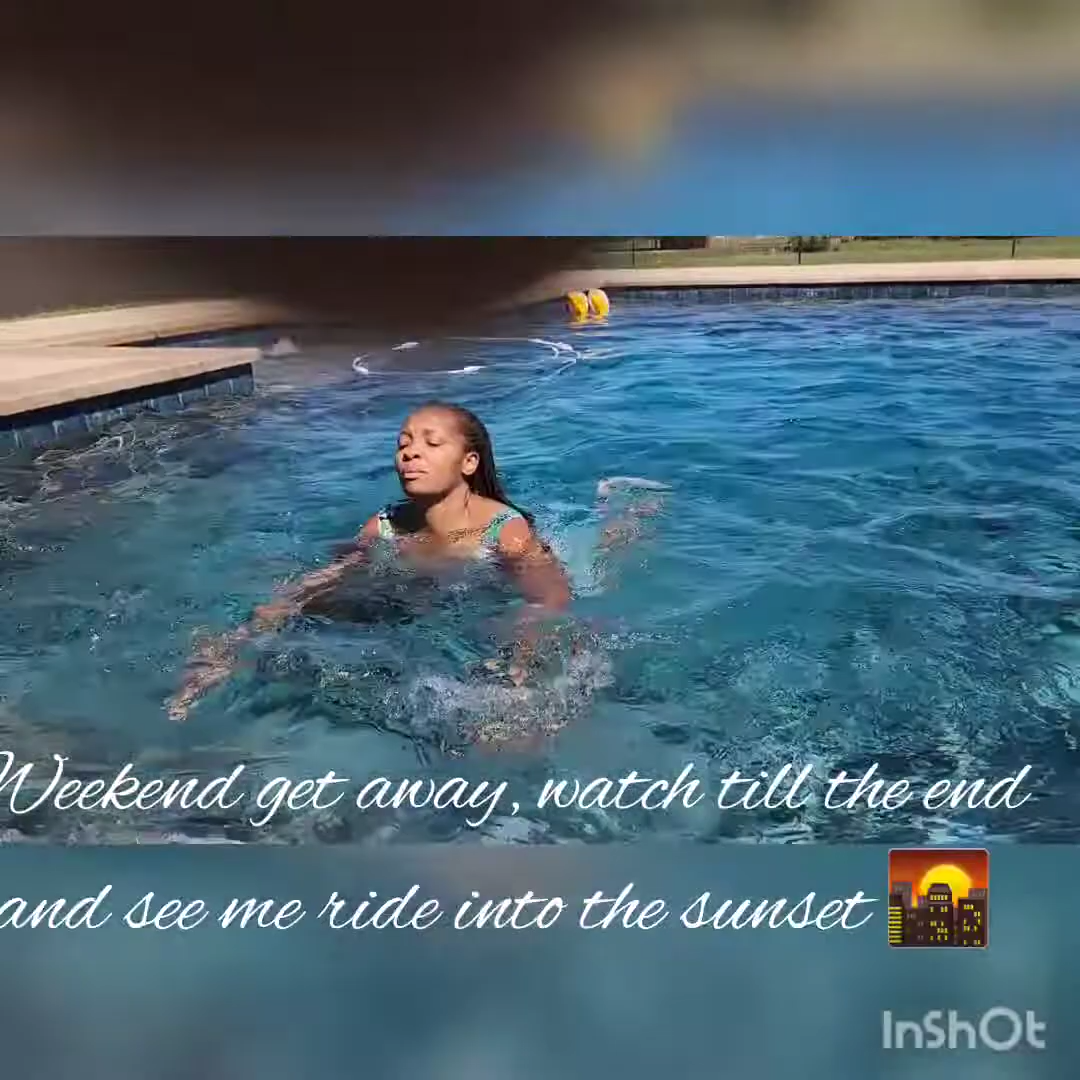 Weekend get away, watch till the end
and see me ride into the sunset 🌇
InShOt